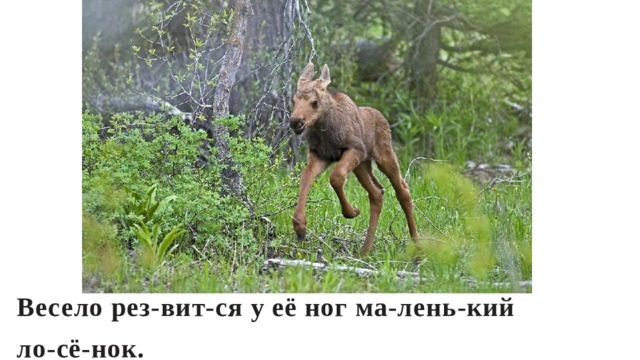 Весело рез-вит-ся у её ног ма-лень-кий
ло-сё-нок.